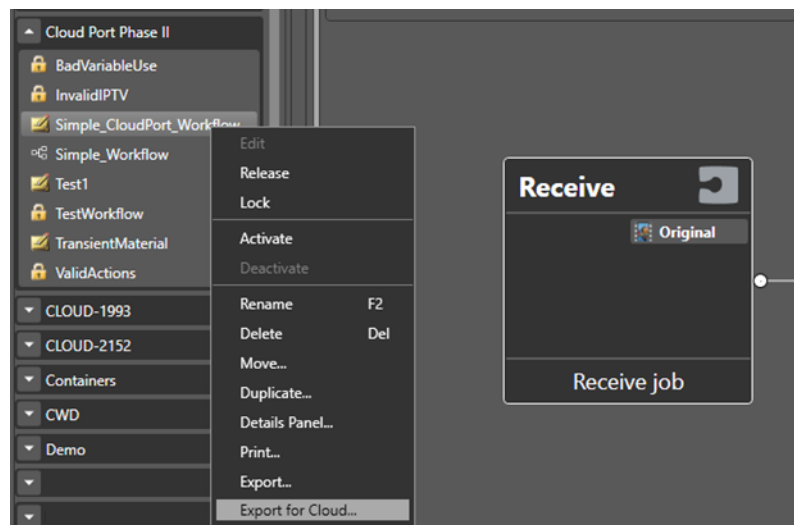 Cloud Port Phase II
BadVariableUse
InvalidIPTV
Simple_CloudPort_Workflow
Simple_Workflow
Test1
TestWorkflow
TransientMaterial
ValidActions
CLOUD-1993
CLOUD-2152
Containers
CWD
Demo
Edit
Release
Lock
Activate
Deactivate
Rename F2
Delete Del
Move...
Duplicate...
Details Panel...
Print...
Export...
Export for Cloud...
Receive
Original
Receive job